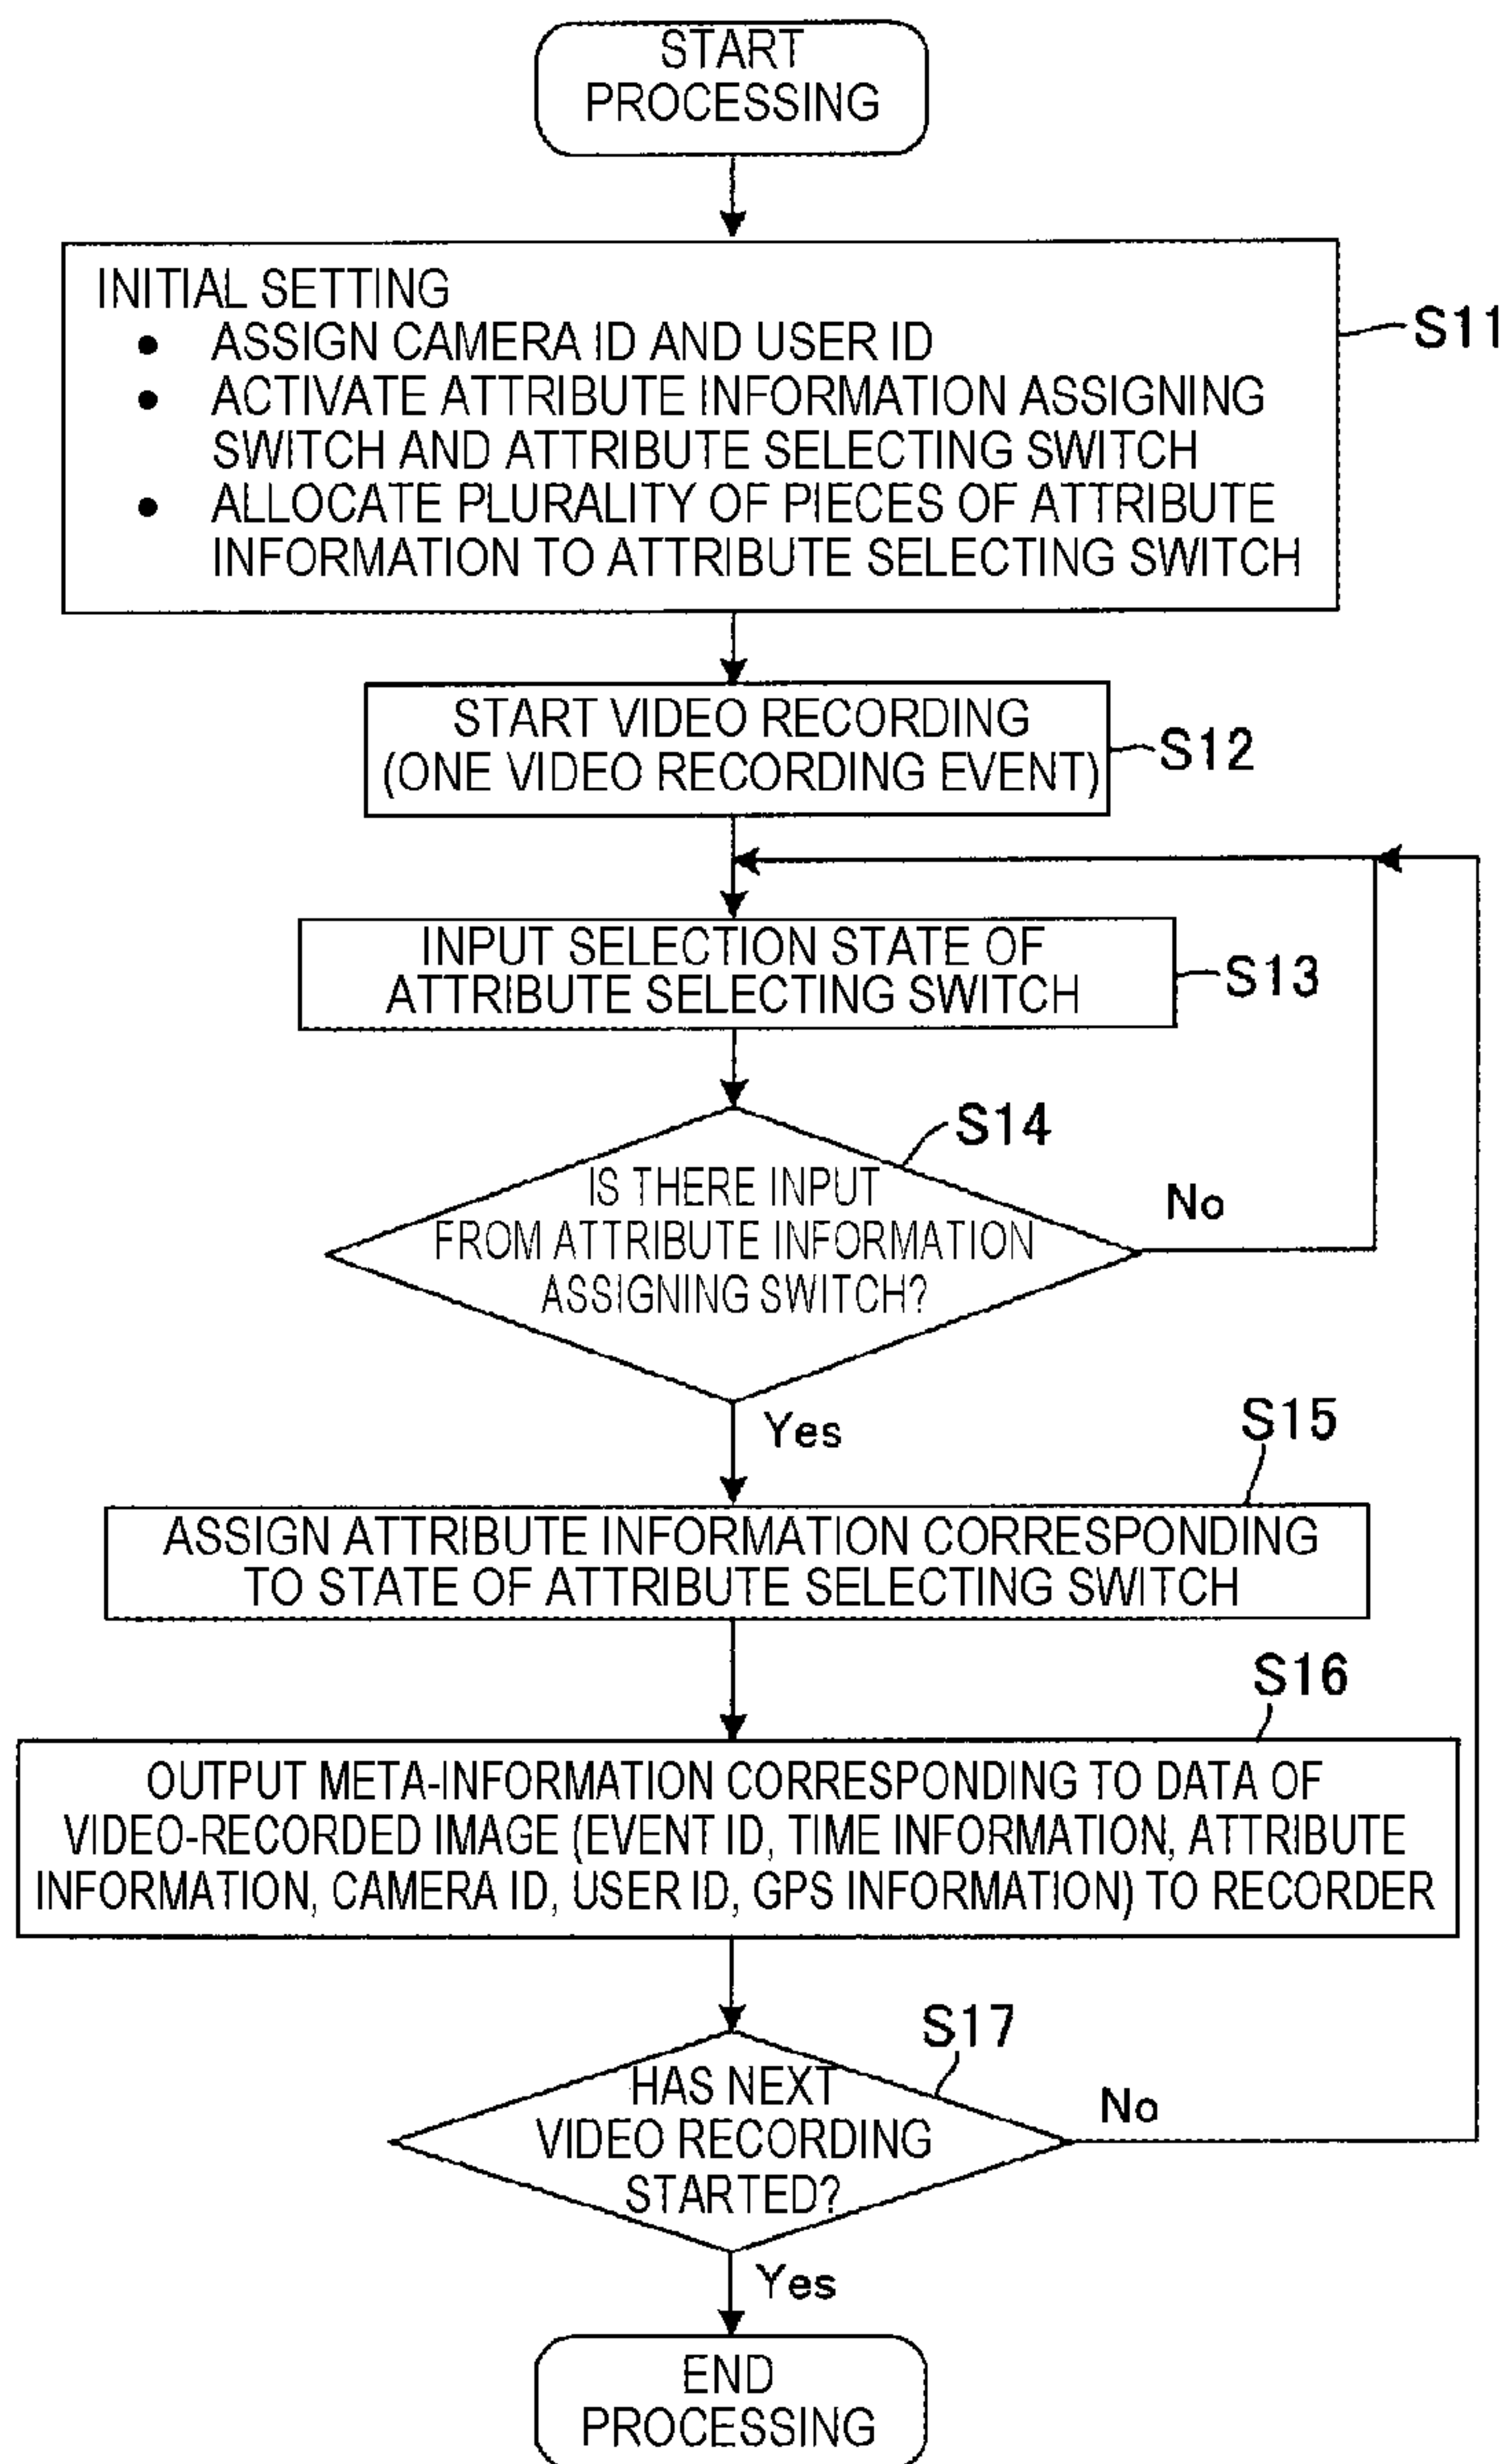 START
PROCESSING
INITIAL SETTING
● ASSIGN CAMERA ID AND USER ID
● ACTIVATE ATTRIBUTE INFORMATION ASSIGNING
SWITCH AND ATTRIBUTE SELECTING SWITCH
● ALLOCATE PLURALITY OF PIECES OF ATTRIBUTE
INFORMATION TO ATTRIBUTE SELECTING SWITCH
S11
START VIDEO RECORDING
(ONE VIDEO RECORDING EVENT)
S12
INPUT SELECTION STATE OF
ATTRIBUTE SELECTING SWITCH
S13
S14
IS THERE INPUT
FROM ATTRIBUTE INFORMATION
ASSIGNING SWITCH?
No
Yes
S15
ASSIGN ATTRIBUTE INFORMATION CORRESPONDING
TO STATE OF ATTRIBUTE SELECTING SWITCH
S16
OUTPUT META-INFORMATION CORRESPONDING TO DATA OF
VIDEO-RECORDED IMAGE (EVENT ID, TIME INFORMATION, ATTRIBUTE
INFORMATION, CAMERA ID, USER ID, GPS INFORMATION) TO RECORDER
S17
HAS NEXT
VIDEO RECORDING
STARTED?
No
Yes
END
PROCESSING